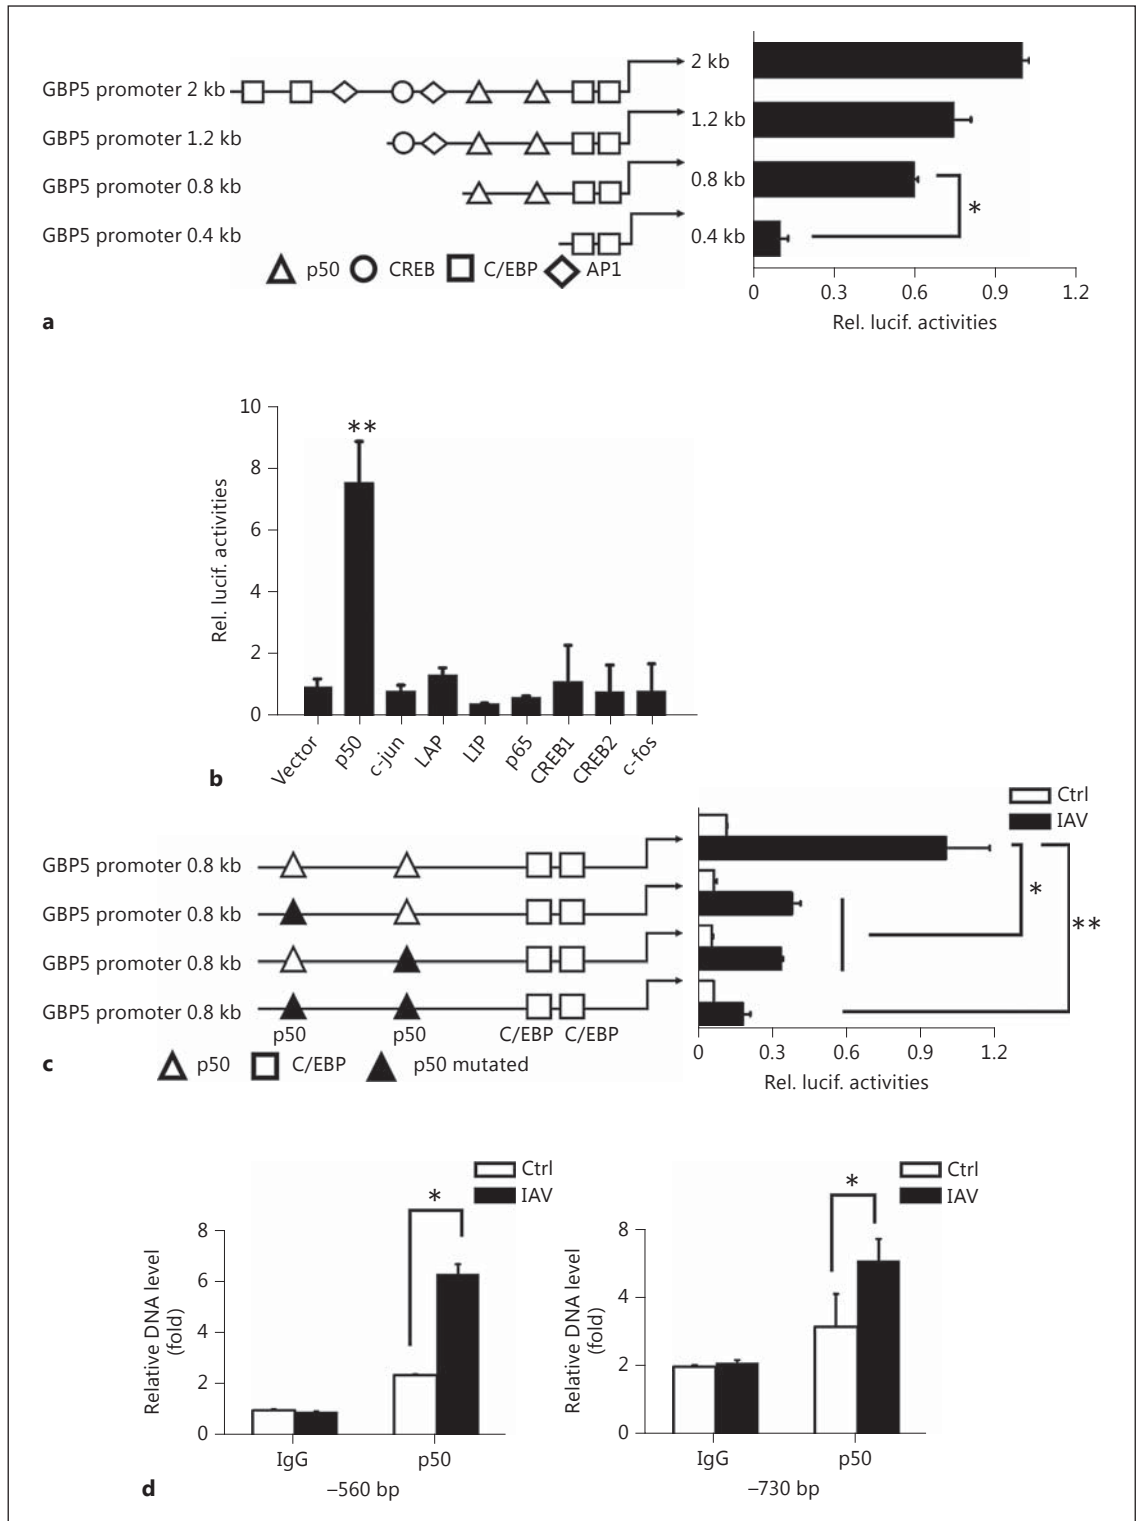 GBP5 promoter 2 kb
2 kb
GBP5 promoter 1.2 kb
1.2 kb
GBP5 promoter 0.8 kb
0.8 kb
*
GBP5 promoter 0.4 kb
0.4 kb
p50 CREB C/EBP AP1
0 0.3 0.6 0.9 1.2
Rel. lucif. activities
a
Rel. lucif. activities
10
8
6
4
2
0
**
Vector p50 c-jun LAP LIP p65 CREB1 CREB2 c-fos
b
Ctrl
IAV
GBP5 promoter 0.8 kb
GBP5 promoter 0.8 kb
GBP5 promoter 0.8 kb
GBP5 promoter 0.8 kb
p50 p50 C/EBP C/EBP
*
**
0 0.3 0.6 0.9 1.2
Rel. lucif. activities
c
p50 C/EBP p50 mutated
Ctrl
IAV
*
Relative DNA level
(fold)
8
6
4
2
0
IgG p50
–560 bp
Ctrl
IAV
*
Relative DNA level
(fold)
8
4
2
0
IgG p50
–730 bp
d